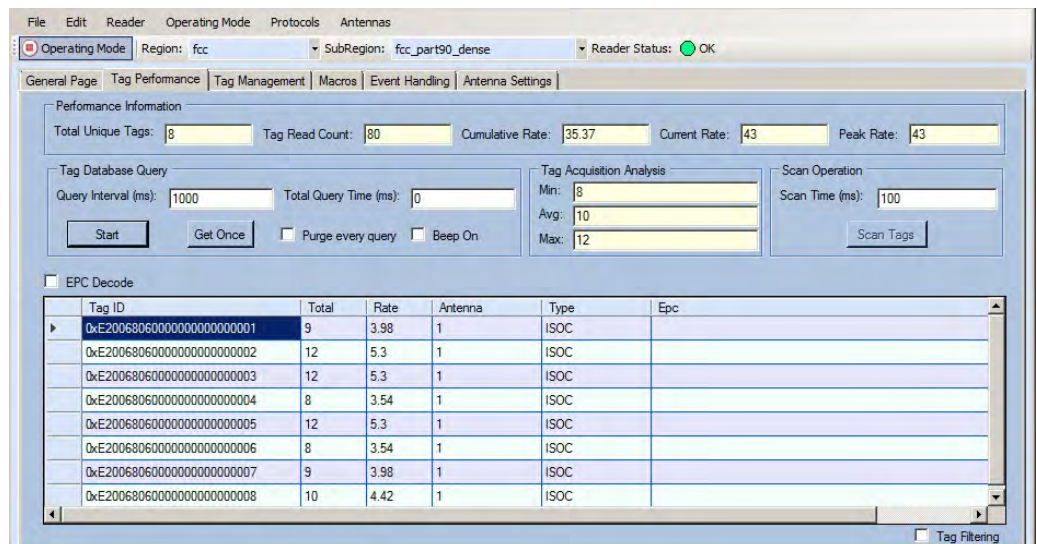 File Edit Reader Operating Mode Protocols Antennas
Operating Mode Region: fcc SubRegion: fcc_part90_dense Reader Status: OK
General Page Tag Performance Tag Management Macros Event Handling Antenna Settings
Performance Information
Total Unique Tags: 8 Tag Read Count: 80 Cumulative Rate: 35.37 Current Rate: 43 Peak Rate: 43
Tag Database Query Tag Acquisition Analysis Scan Operation
Query Interval (ms): 1000 Total Query Time (ms): 0 Min: 8 Scan Time (ms): 100
Avg: 10
Start Get Once Purge every query Beep On Max: 12 Scan Tags
EPC Decode
Tag ID Total Rate Antenna Type Epc
0xE20068060000000000000001 9 3.98 1 ISOC
0xE20068060000000000000002 12 5.3 1 ISOC
0xE20068060000000000000003 12 5.3 1 ISOC
0xE20068060000000000000004 8 3.54 1 ISOC
0xE20068060000000000000005 12 5.3 1 ISOC
0xE20068060000000000000006 8 3.54 1 ISOC
0xE20068060000000000000007 9 3.98 1 ISOC
0xE20068060000000000000008 10 4.42 1 ISOC
Tag Filtering